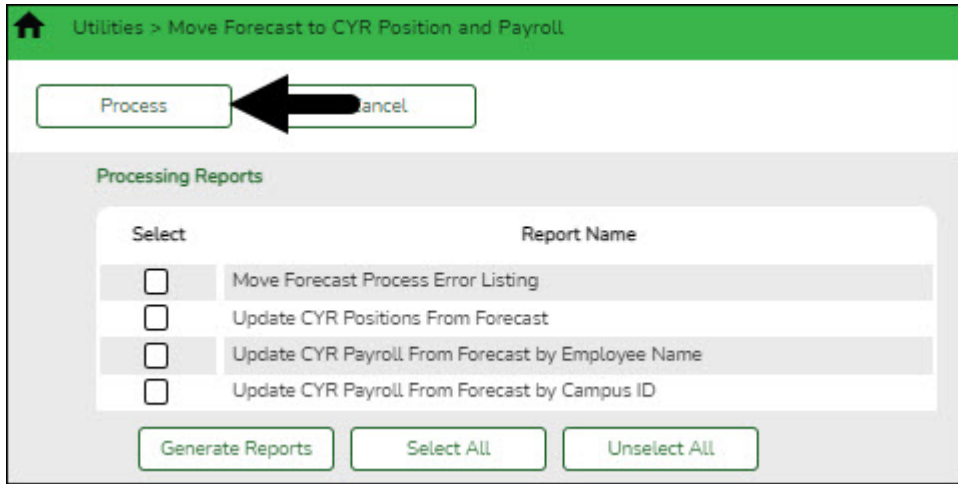 Utilities > Move Forecast to CYR Position and Payroll
Process
Processing Reports
Select Report Name
Move Forecast Process Error Listing
Update CYR Positions From Forecast
Update CYR Payroll From Forecast by Employee Name
Update CYR Payroll From Forecast by Campus ID
Generate Reports Select All Unselect All